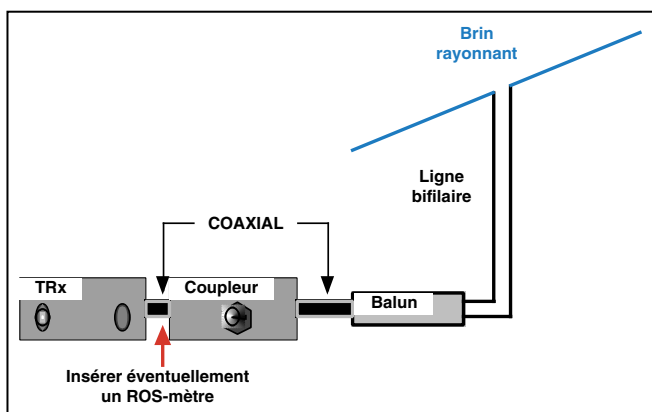 Brin
rayonnant
Ligne
bifilaire
COAXIAL
TRx
Coupleur
Balun
Insérer éventuellement
un ROS-mètre